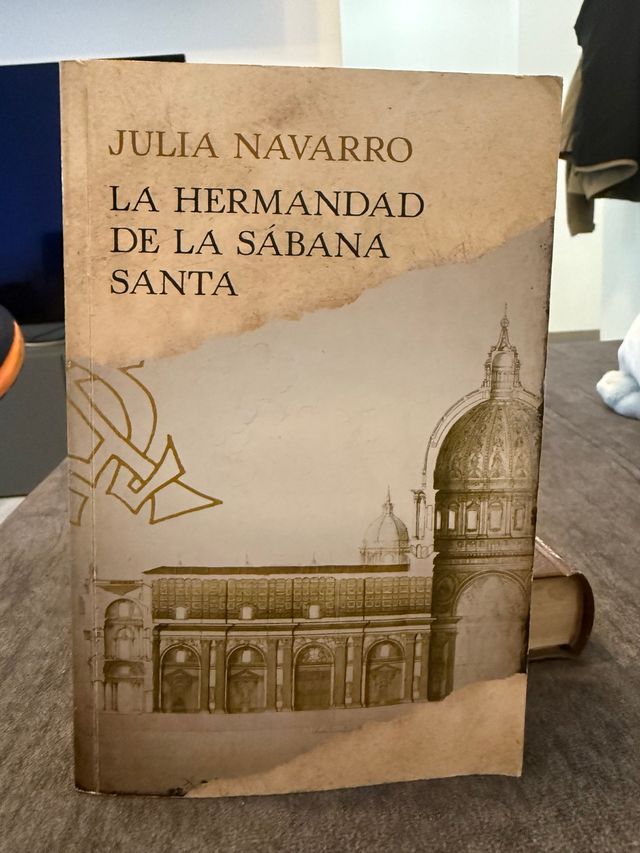 JULIA NAVARRO
LA HERMANDAD
DE LA SÁBANA
SANTA